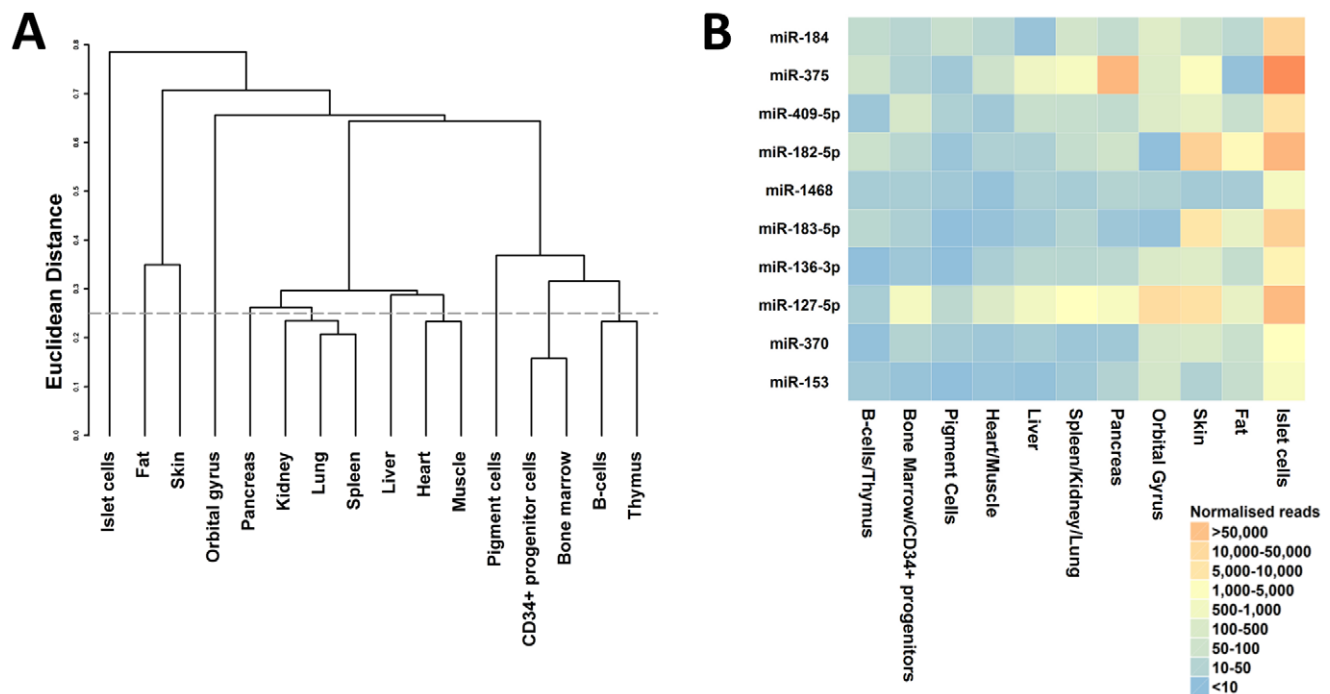 A
Euclidean Distance
0.8
0.7
0.6
0.5
0.4
0.3
0.2
0.1
0.0
Islet cells
Fat
Skin
Orbital gyrus
Pancreas
Kidney
Lung
Spleen
Liver
Heart
Muscle
Pigment cells
CD34+ progenitor cells
Bone marrow
B-cells
Thymus
B
miR-184
miR-375
miR-409-5p
miR-182-5p
miR-1468
miR-183-5p
miR-136-3p
miR-127-5p
miR-370
miR-153
B-cells/Thymus
Bone Marrow/CD34+ progenitors
Pigment Cells
Heart/Muscle
Liver
Spleen/Kidney/Lung
Pancreas
Orbital Gyrus
Skin
Fat
Islet cells
Normalised reads
>50,000
10,000-50,000
5,000-10,000
1,000-5,000
500-1,000
100-500
50-100
10-50
<10